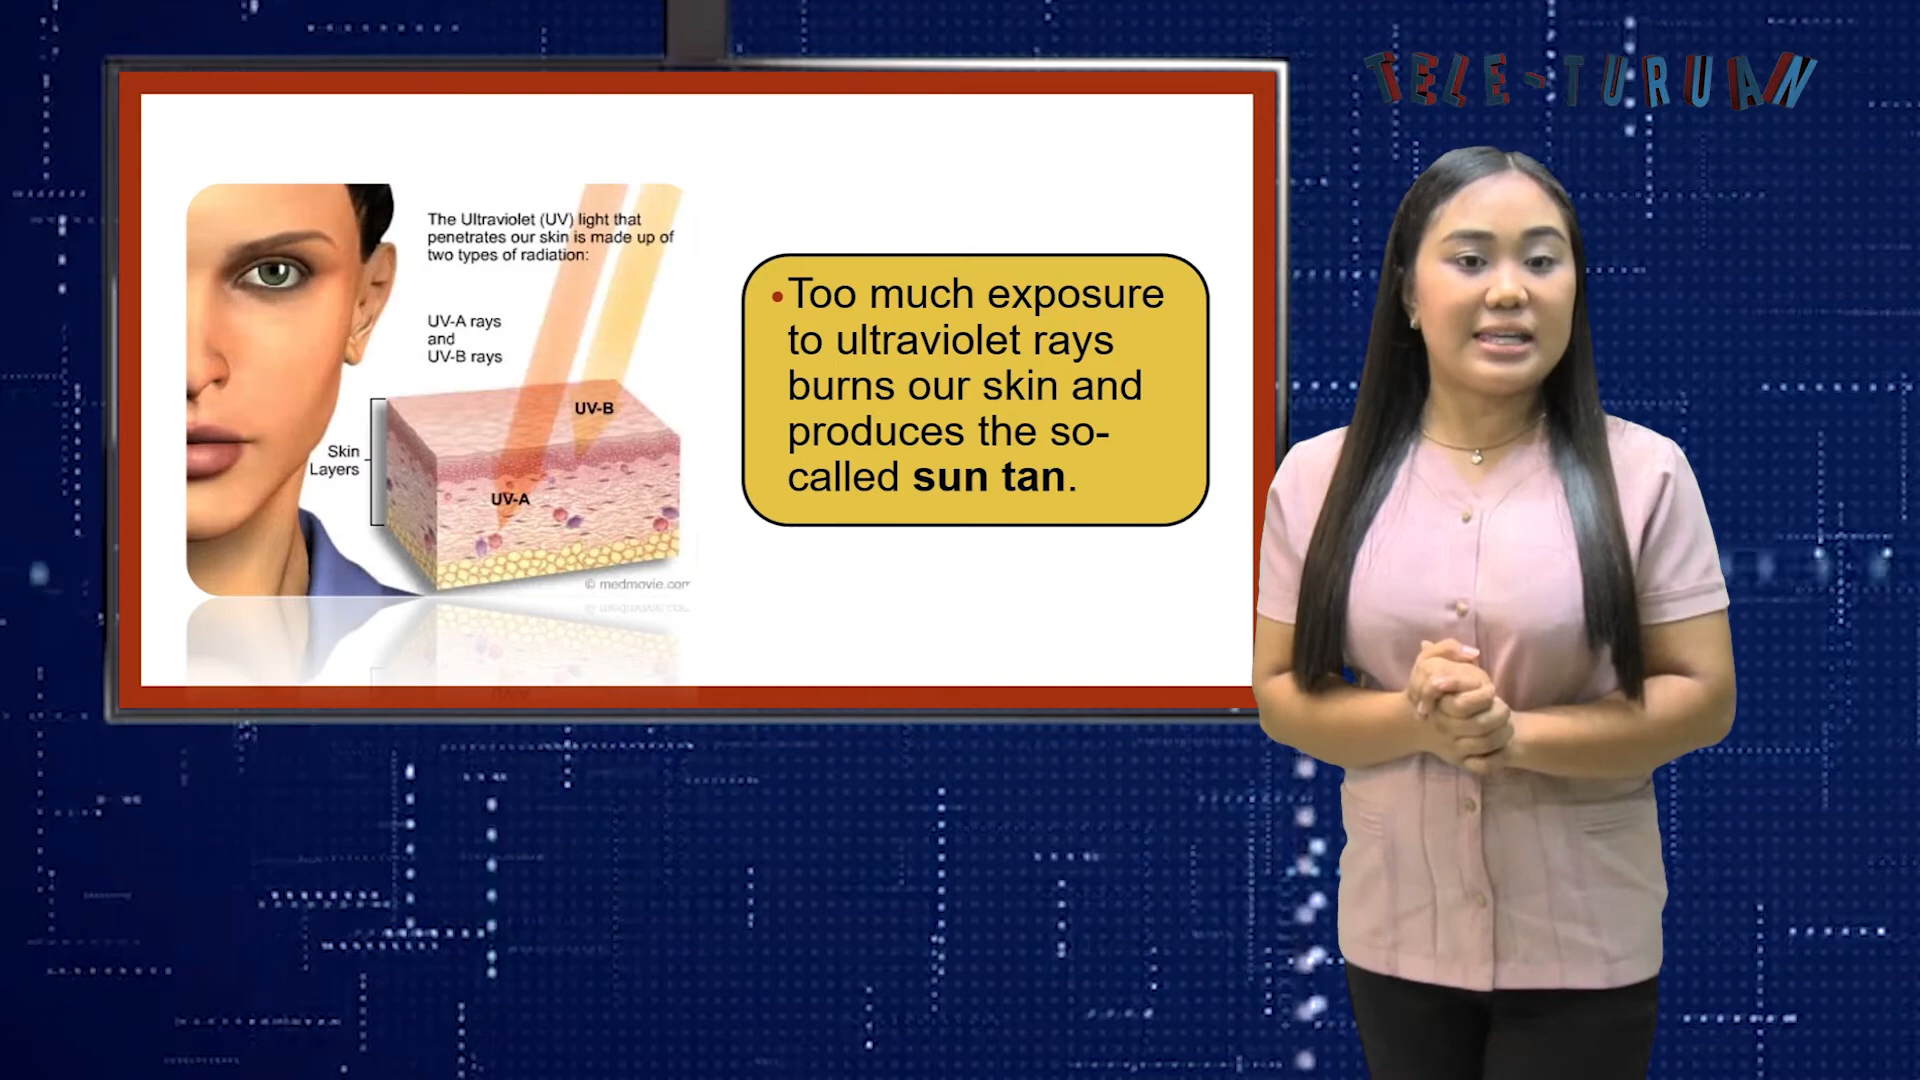 TELE-TURUAN
The Ultraviolet (UV) light that
penetrates our skin is made up of
two types of radiation:
UV-A rays
and
UV-B rays
UV-B
Skin
Layers
UV-A
© medmovie.com
• Too much exposure
to ultraviolet rays
burns our skin and
produces the so-
called sun tan.